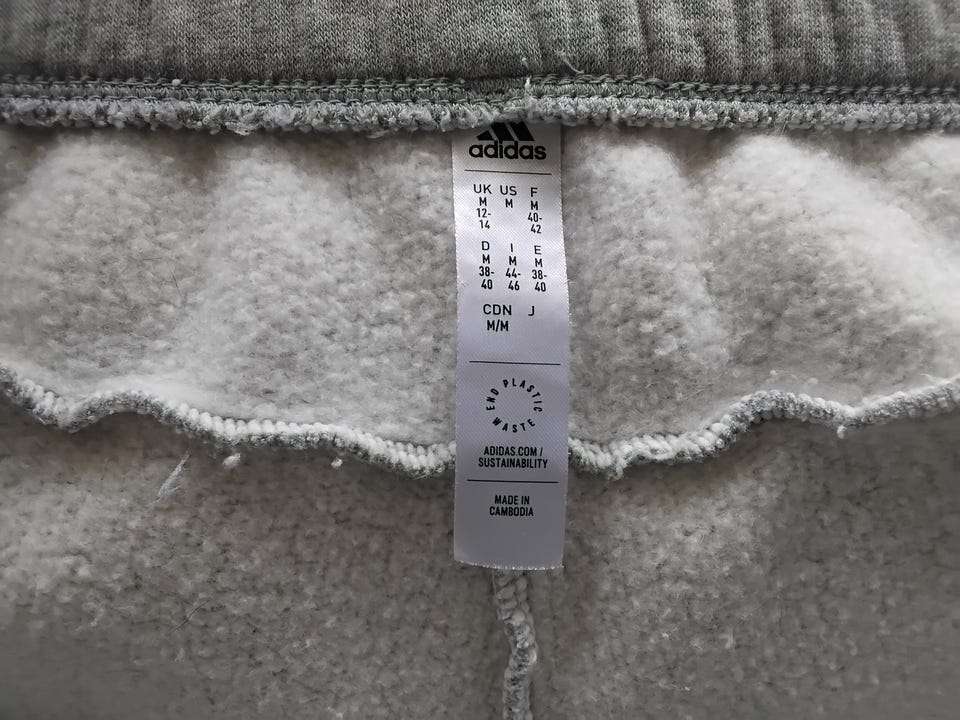 adidas
UK US F
M M M
12- 40-
14 42
D I E
M M M
38- 44- 38-
40 46 40
CDN J
M/M
END PLASTIC WASTE
ADIDAS.COM /
SUSTAINABILITY
MADE IN
CAMBODIA